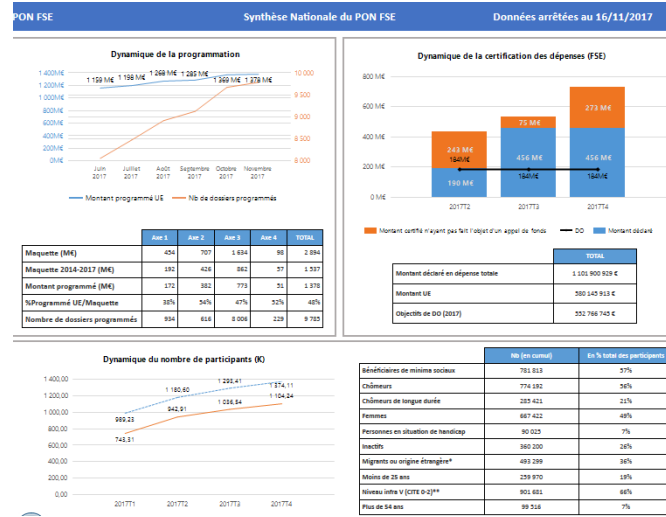 PON FSE Synthèse Nationale du PON FSE Données arrêtées au 16/11/2017
Dynamique de la programmation
1 400M€
1 200M€
1 000M€
800M€
600M€
400M€
200M€
0M€
1 159 M€ 1 198 M€ 1 268 M€ 1 285 M€ 1 369 M€ 1 378 M€
10 000
9 500
9 000
8 500
8 000
Juin 2017 Juillet 2017 Août 2017 Septembre 2017 Octobre 2017 Novembre 2017
Montant programmé UE Nb de dossiers programmés
Axe 1 Axe 2 Axe 3 Axe 4 TOTAL
Maquette (M€) 454 707 1 634 98 2 894
Maquette 2014-2017 (M€) 192 426 862 57 1 537
Montant programmé (M€) 172 382 773 51 1 378
%Programmé UE/Maquette 38% 54% 47% 52% 48%
Nombre de dossiers programmés 934 616 8 006 229 9 785
Dynamique de la certification des dépenses (FSE)
800 M€
600 M€
400 M€
200 M€
0 M€
243 M€ 75 M€ 273 M€
184M€ 184M€ 184M€
190 M€ 456 M€ 456 M€
2017T2 2017T3 2017T4
Montant certifié n'ayant pas fait l'objet d'un appel de fonds DO Montant déclaré
TOTAL
Montant déclaré en dépense totale 1 101 900 929 €
Montant UE 580 145 913 €
Objectifs de DO (2017) 552 766 745 €
Dynamique du nombre de participants (K)
1 400,00
1 200,00
1 000,00
800,00
600,00
400,00
200,00
0,00
989,23 1 180,60 1 293,41 1 374,11
743,31 942,91 1 036,54 1 104,24
2017T1 2017T2 2017T3 2017T4
Nb (en cumul) En % total des participants
Bénéficiaires de minima sociaux 781 813 57%
Chômeurs 774 192 56%
Chômeurs de longue durée 285 421 21%
Femmes 667 422 49%
Personnes en situation de handicap 90 025 7%
Inactifs 360 200 26%
Migrants ou origine étrangère* 493 299 36%
Moins de 25 ans 259 970 19%
Niveau infra V (CITE 0-2)** 901 681 66%
Plus de 54 ans 99 516 7%